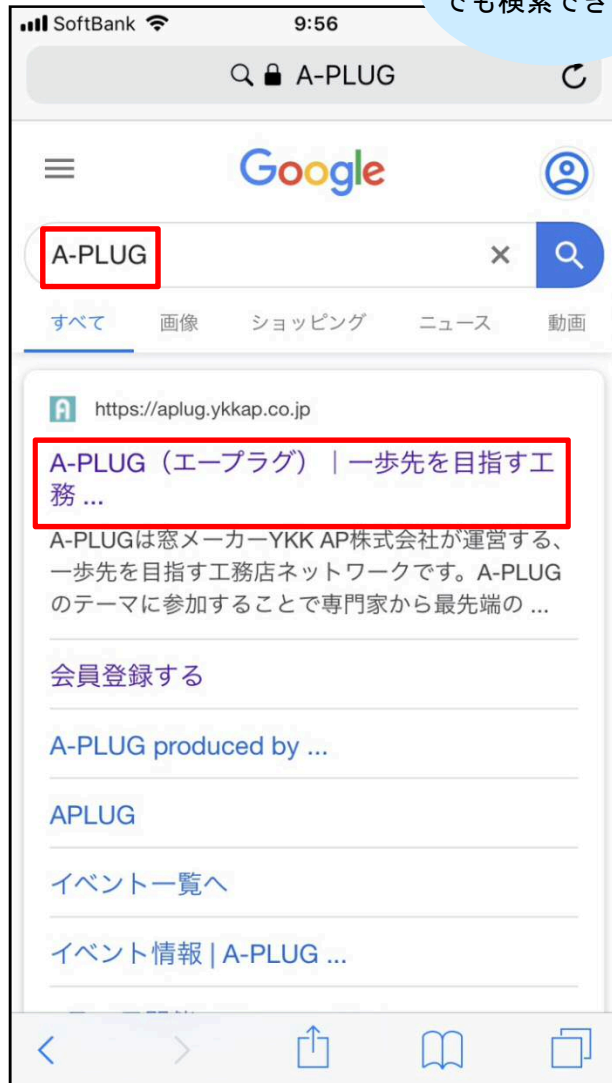 でも検索でき
SoftBank 9:56
A-PLUG
Google
A-PLUG
すべて 画像 ショッピング ニュース 動画
https://aplug.ykkap.co.jp
A-PLUG（エープラグ）｜一歩先を目指す工
務 ...
A-PLUGは窓メーカーYKK AP株式会社が運営する、
一歩先を目指す工務店ネットワークです。A-PLUG
のテーマに参加することで専門家から最先端の ...
会員登録する
A-PLUG produced by ...
APLUG
イベント一覧へ
イベント情報 | A-PLUG ...